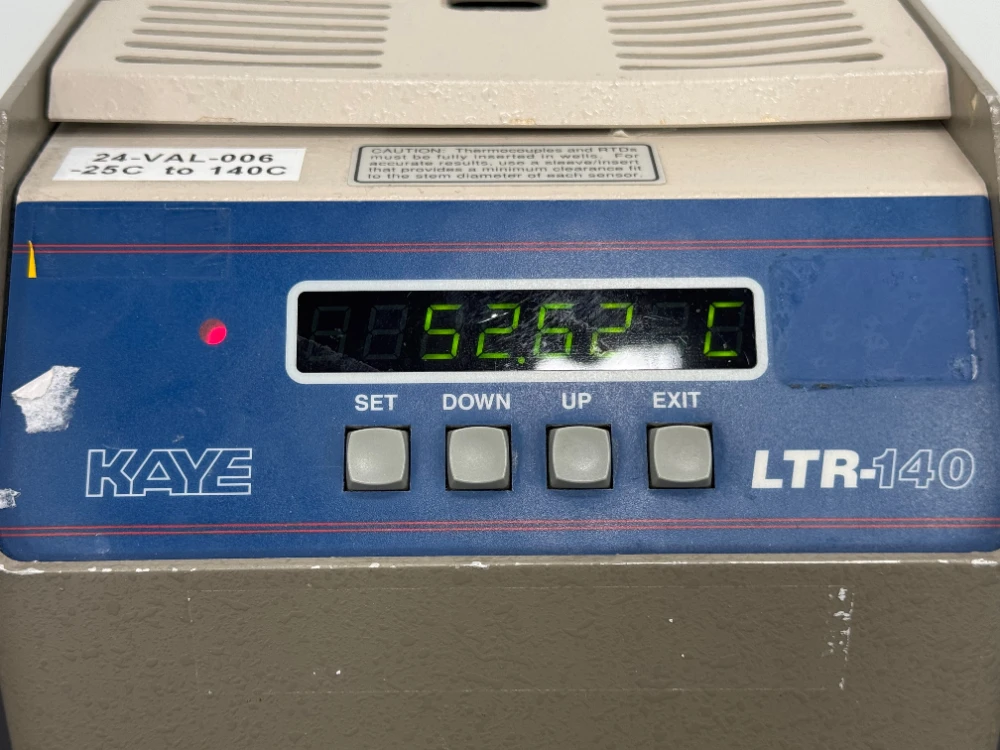 24-VAL-006
-25C to 140C
CAUTION: Thermocouples and RTDs
must be fully inserted in wells. For
accurate results, use a sleeve/insert
that provides a minimum clearance fit
to the stem diameter of each sensor.
52.62 C
SET DOWN UP EXIT
KAYE
LTR-140